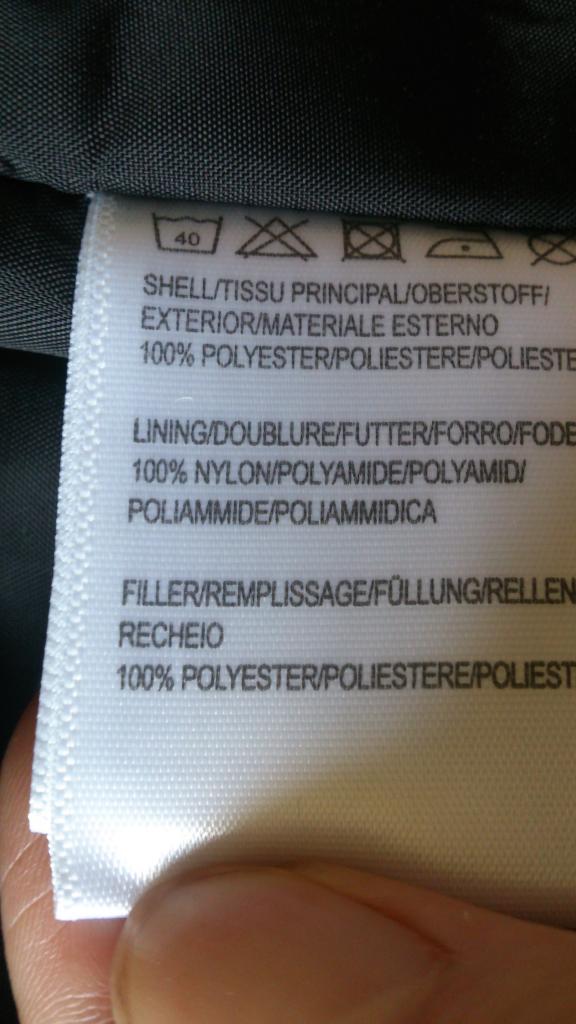 40
SHELL/TISSU PRINCIPAL/OBERSTOFF/
EXTERIOR/MATERIALE ESTERNO
100% POLYESTER/POLIESTERE/POLIESTE
LINING/DOUBLURE/FUTTER/FORRO/FODE
100% NYLON/POLYAMIDE/POLYAMID/
POLIAMMIDE/POLIAMMIDICA
FILLER/REMPLISSAGE/FÜLLUNG/RELLEN
RECHEIO
100% POLYESTER/POLIESTERE/POLIEST